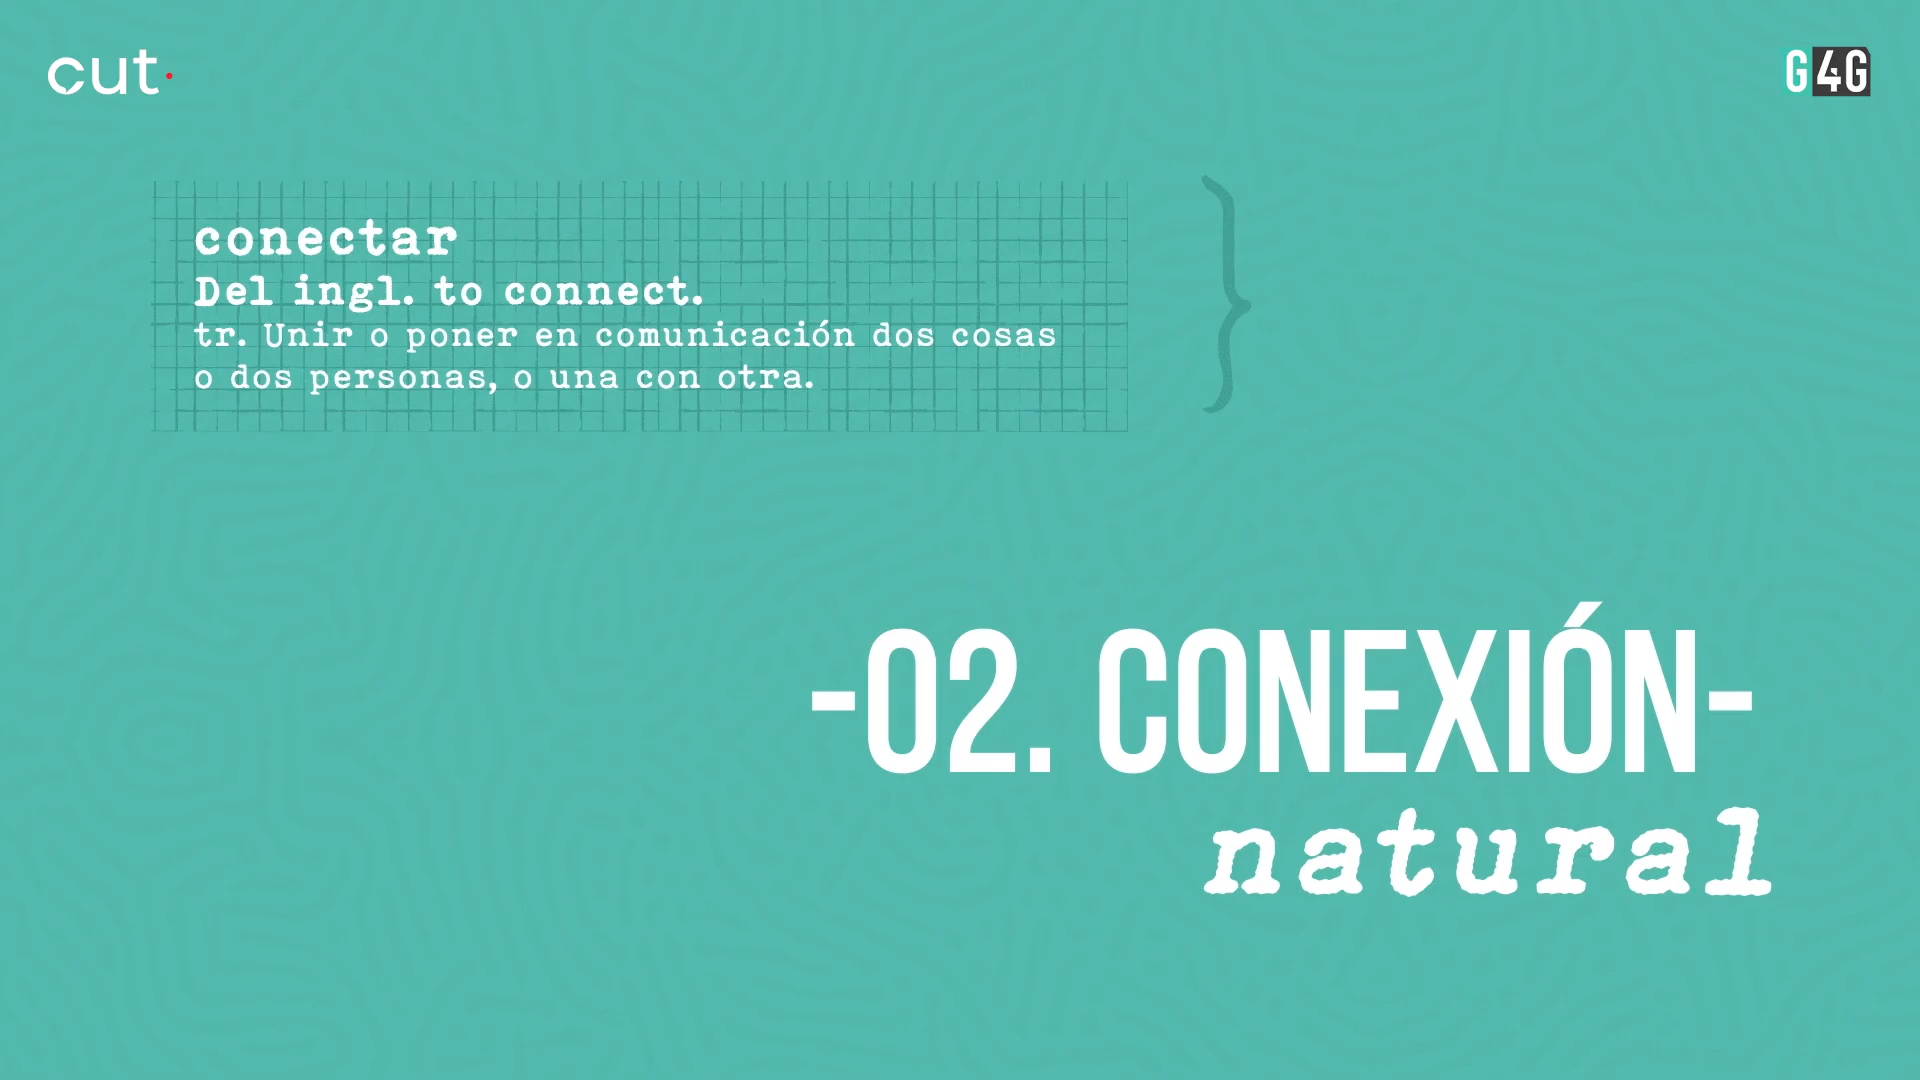 cut.
G4G
conectar
Del ingl. to connect.
tr. Unir o poner en comunicación dos cosas
o dos personas, o una con otra.
-02. CONEXIÓN-
natural